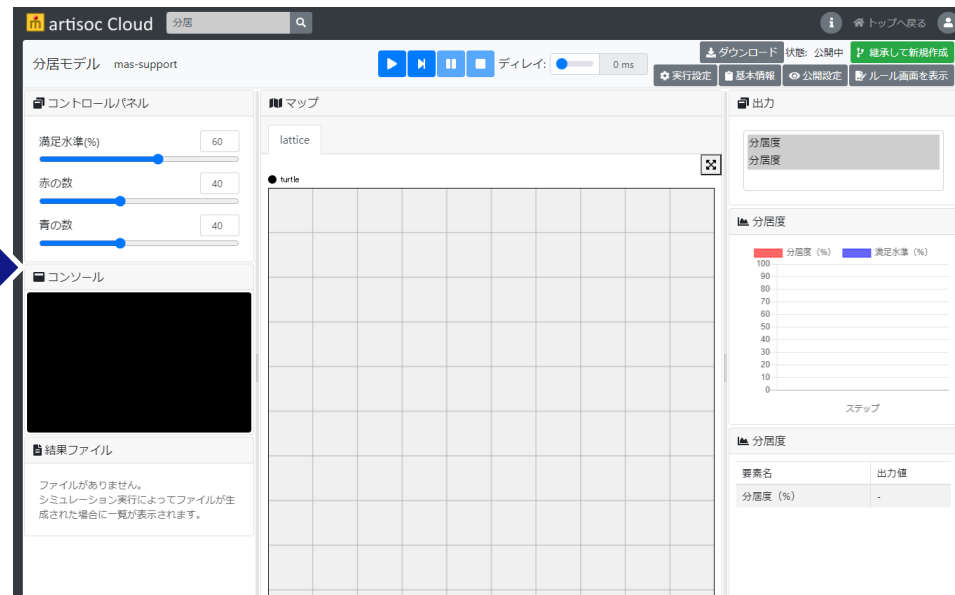 artisoc Cloud
分居
トップへ戻る
分居モデル mas-support
ディレイ:
0 ms
ダウンロード
状態: 公開中
継承して新規作成
実行設定
基本情報
公開設定
ルール画面を表示
コントロールパネル
満足水準(%)
60
赤の数
40
青の数
40
コンソール
結果ファイル
ファイルがありません。
シミュレーション実行によってファイルが生
成された場合に一覧が表示されます。
マップ
lattice
turtle
出力
分居度
分居度
分居度
分居度（%） 満足水準（%）
100
90
80
70
60
50
40
30
20
10
0
ステップ
分居度
要素名 出力値
分居度（%） -